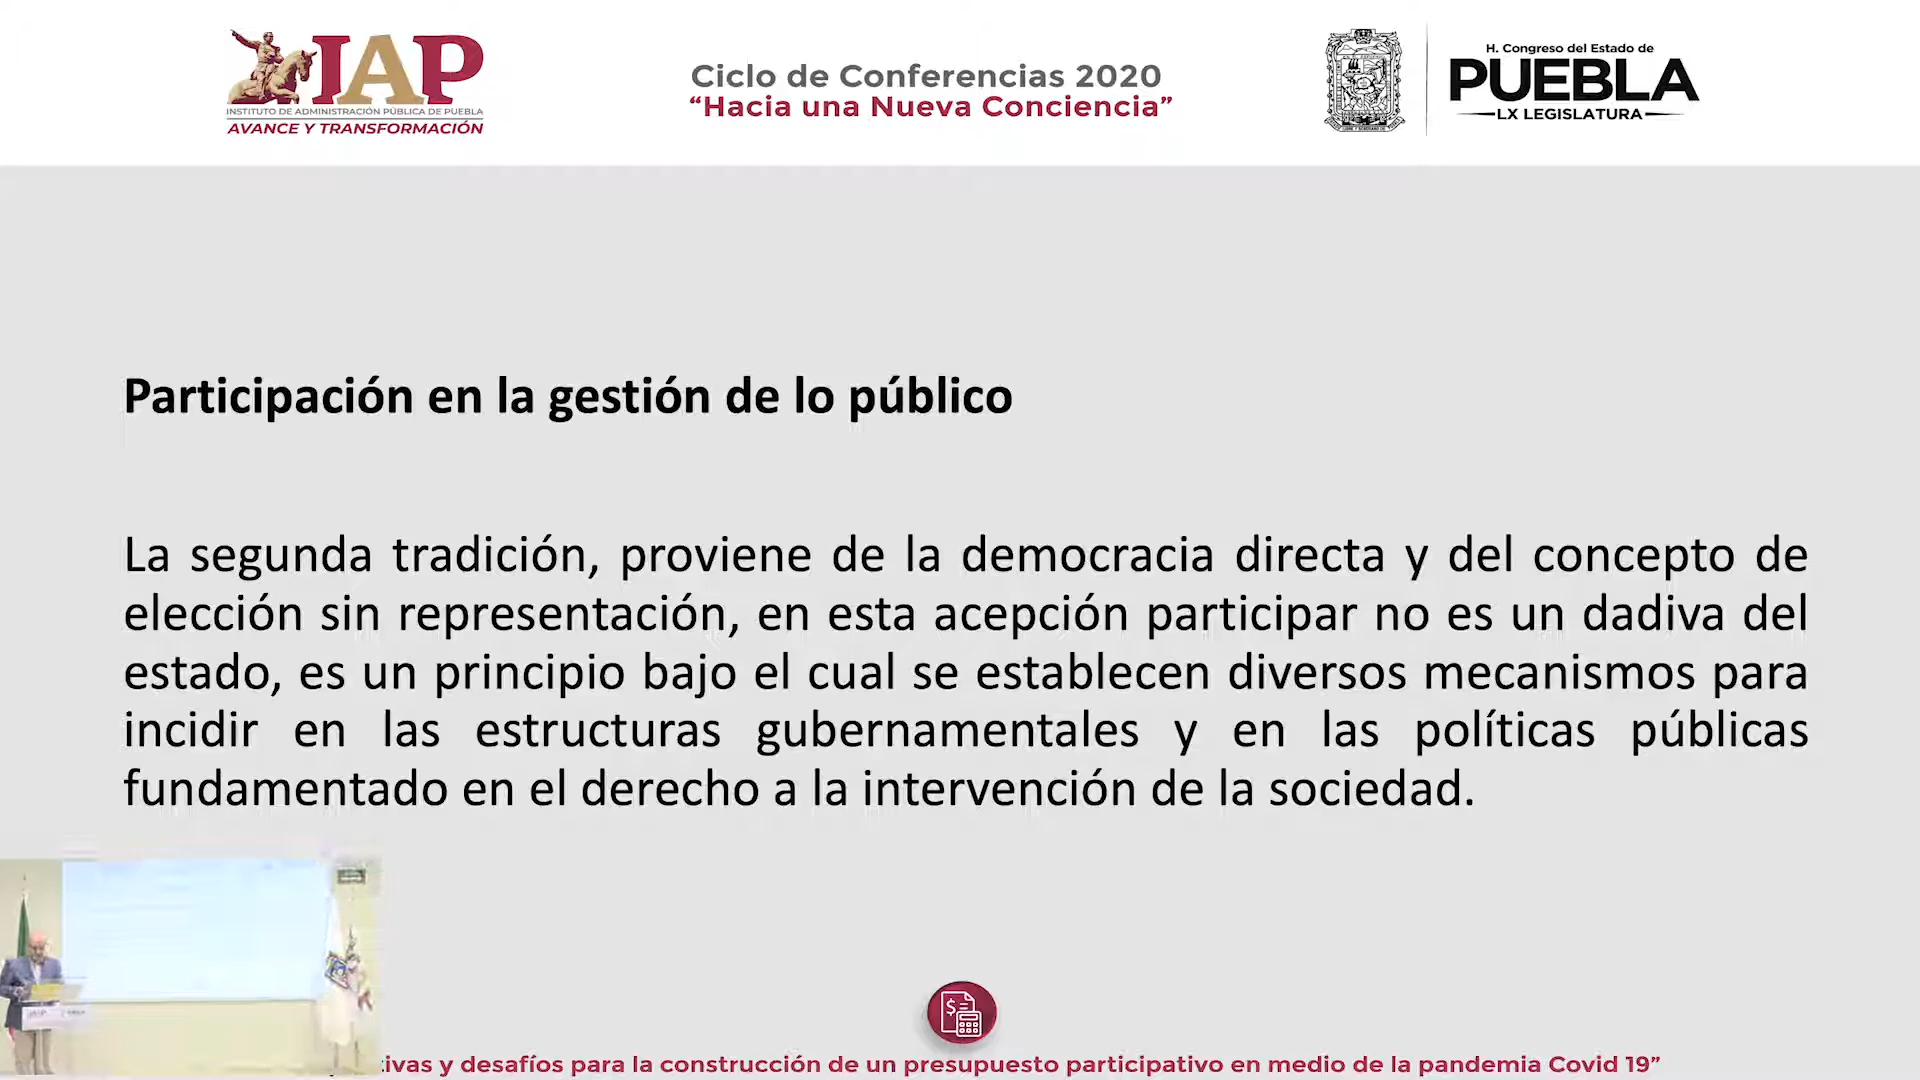 IAP
INSTITUTO DE ADMINISTRACIÓN PÚBLICA DE PUEBLA
AVANCE Y TRANSFORMACIÓN
Ciclo de Conferencias 2020
“Hacia una Nueva Conciencia”
H. Congreso del Estado de
PUEBLA
LX LEGISLATURA
Participación en la gestión de lo público
La segunda tradición, proviene de la democracia directa y del concepto de
elección sin representación, en esta acepción participar no es un dadiva del
estado, es un principio bajo el cual se establecen diversos mecanismos para
incidir en las estructuras gubernamentales y en las políticas públicas
fundamentado en el derecho a la intervención de la sociedad.
y desafíos para la construcción de un presupuesto participativo en medio de la pandemia Covid 19”